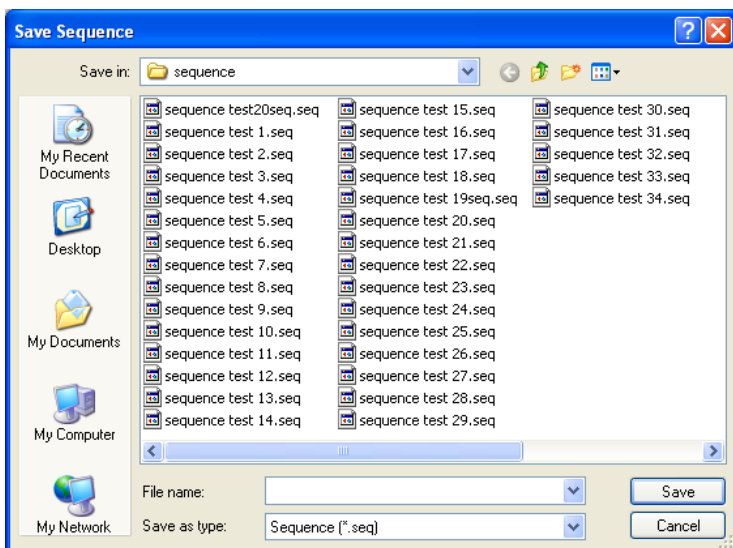 Save Sequence
Save in: sequence
My Recent
Documents
Desktop
My Documents
My Computer
My Network
sequence test20seq.seq
sequence test 1.seq
sequence test 2.seq
sequence test 3.seq
sequence test 4.seq
sequence test 5.seq
sequence test 6.seq
sequence test 7.seq
sequence test 8.seq
sequence test 9.seq
sequence test 10.seq
sequence test 11.seq
sequence test 12.seq
sequence test 13.seq
sequence test 14.seq
sequence test 15.seq
sequence test 16.seq
sequence test 17.seq
sequence test 18.seq
sequence test 19seq.seq
sequence test 20.seq
sequence test 21.seq
sequence test 22.seq
sequence test 23.seq
sequence test 24.seq
sequence test 25.seq
sequence test 26.seq
sequence test 27.seq
sequence test 28.seq
sequence test 29.seq
sequence test 30.seq
sequence test 31.seq
sequence test 32.seq
sequence test 33.seq
sequence test 34.seq
File name:
Save
Save as type: Sequence (*.seq)
Cancel